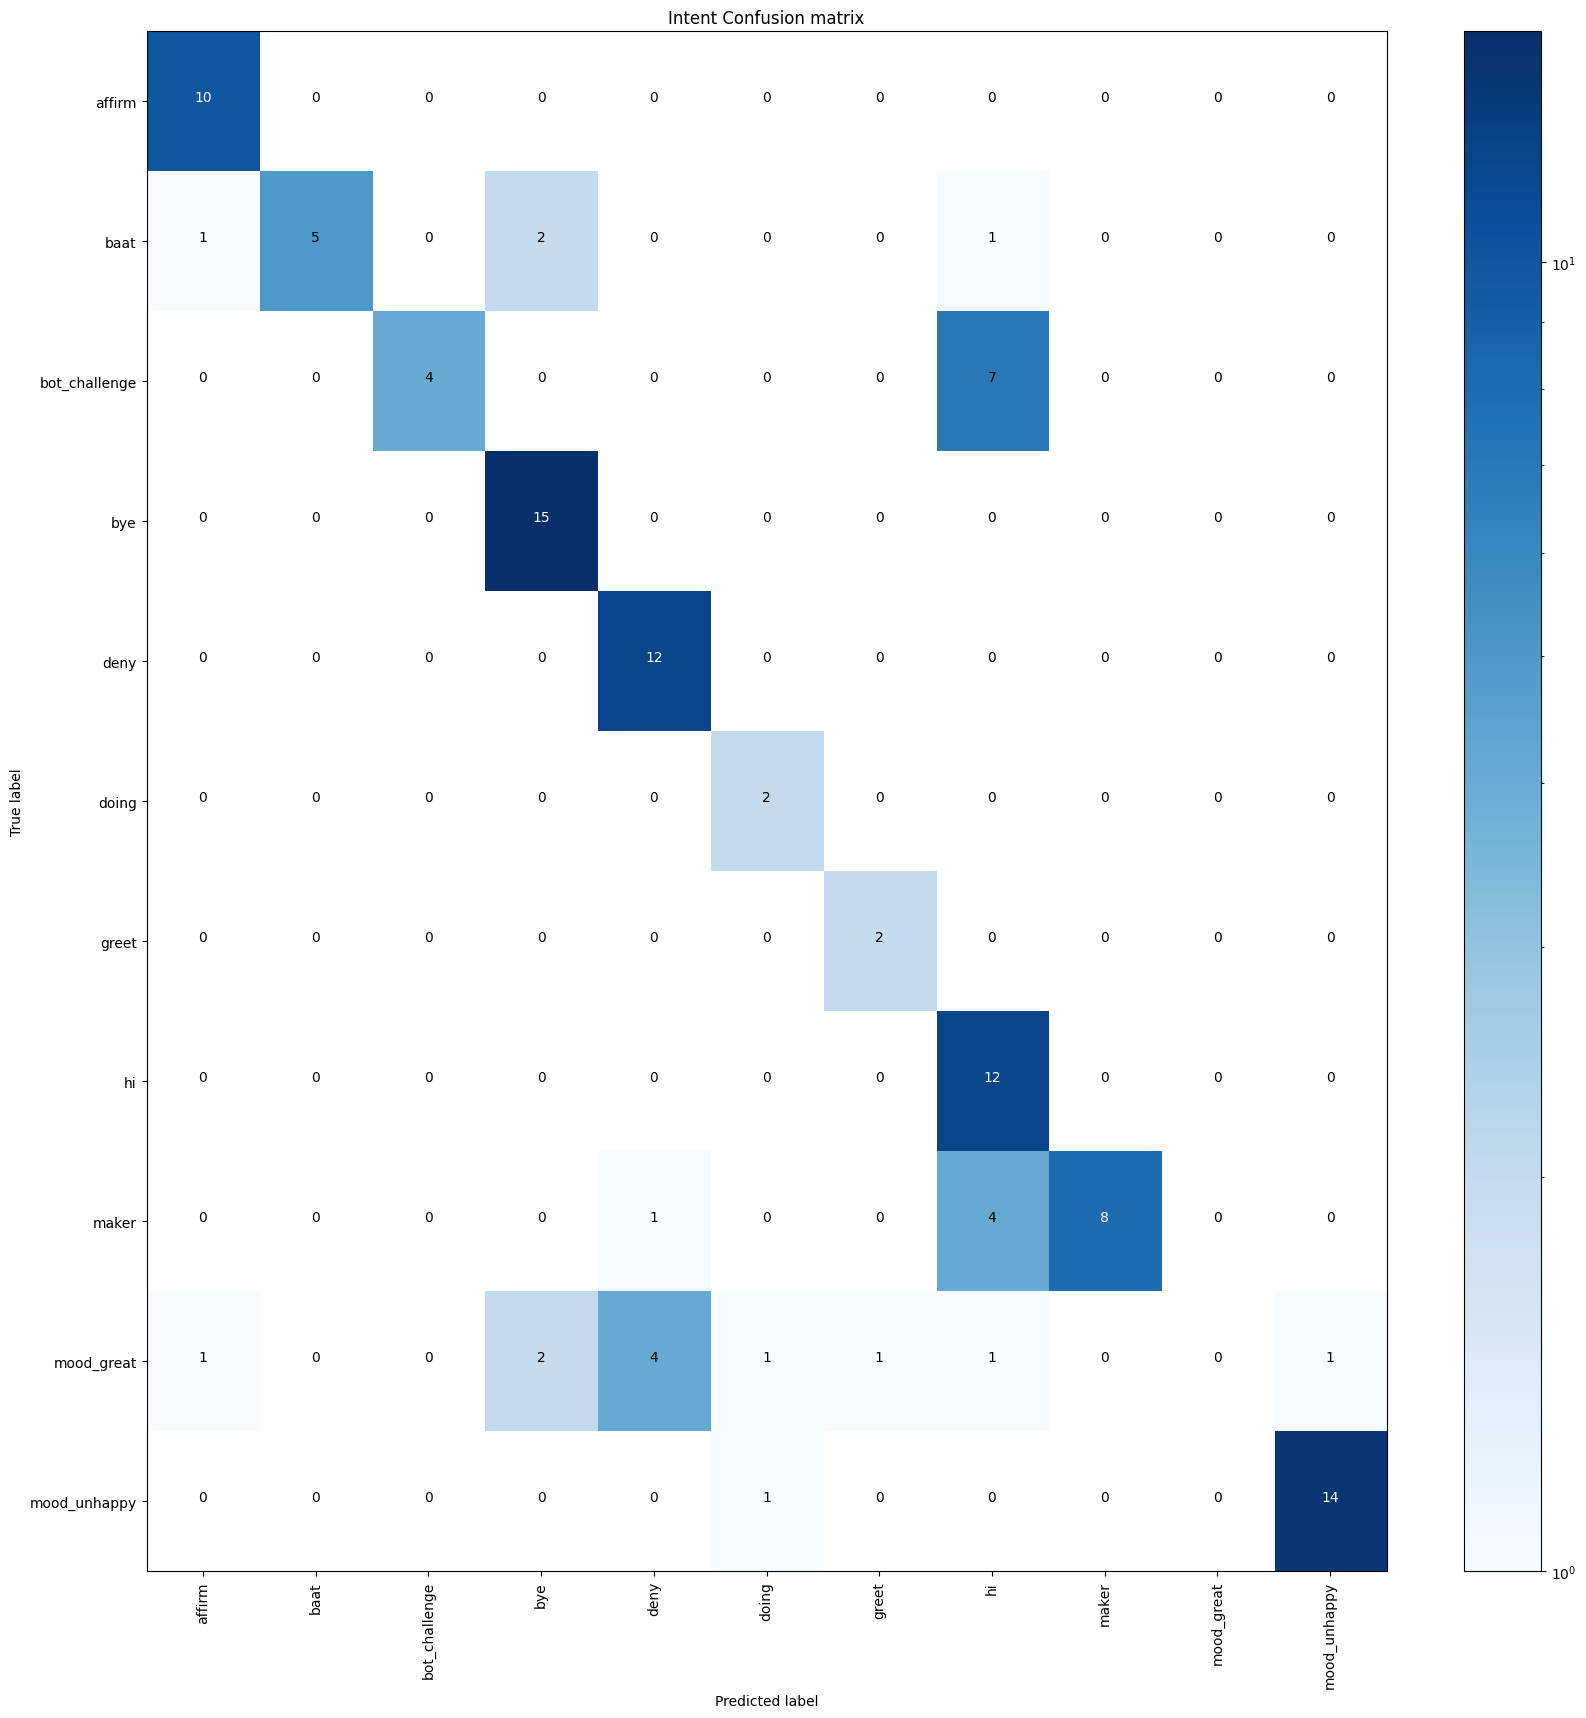 Intent Confusion matrix
affirm 10 0 0 0 0 0 0 0 0 0 0
baat 1 5 0 2 0 0 0 1 0 0 0
bot_challenge 0 0 4 0 0 0 0 7 0 0 0
bye 0 0 0 15 0 0 0 0 0 0 0
deny 0 0 0 0 12 0 0 0 0 0 0
doing 0 0 0 0 0 2 0 0 0 0 0
greet 0 0 0 0 0 0 2 0 0 0 0
hi 0 0 0 0 0 0 0 12 0 0 0
maker 0 0 0 0 1 0 0 4 8 0 0
mood_great 1 0 0 2 4 1 1 1 0 0 1
mood_unhappy 0 0 0 0 0 1 0 0 0 0 14
True label
affirm baat bot_challenge bye deny doing greet hi maker mood_great mood_unhappy
Predicted label
10¹
10⁰